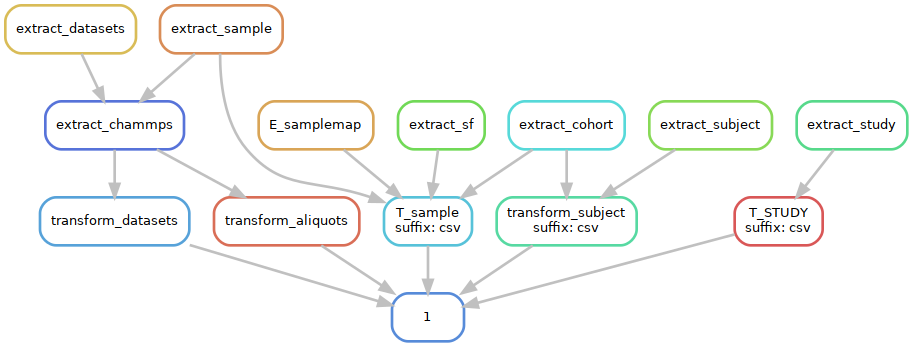 extract_datasets
extract_sample
extract_chammps
E_samplemap
extract_sf
extract_cohort
extract_subject
extract_study
transform_datasets
transform_aliquots
T_sample
suffix: csv
transform_subject
suffix: csv
T_STUDY
suffix: csv
1